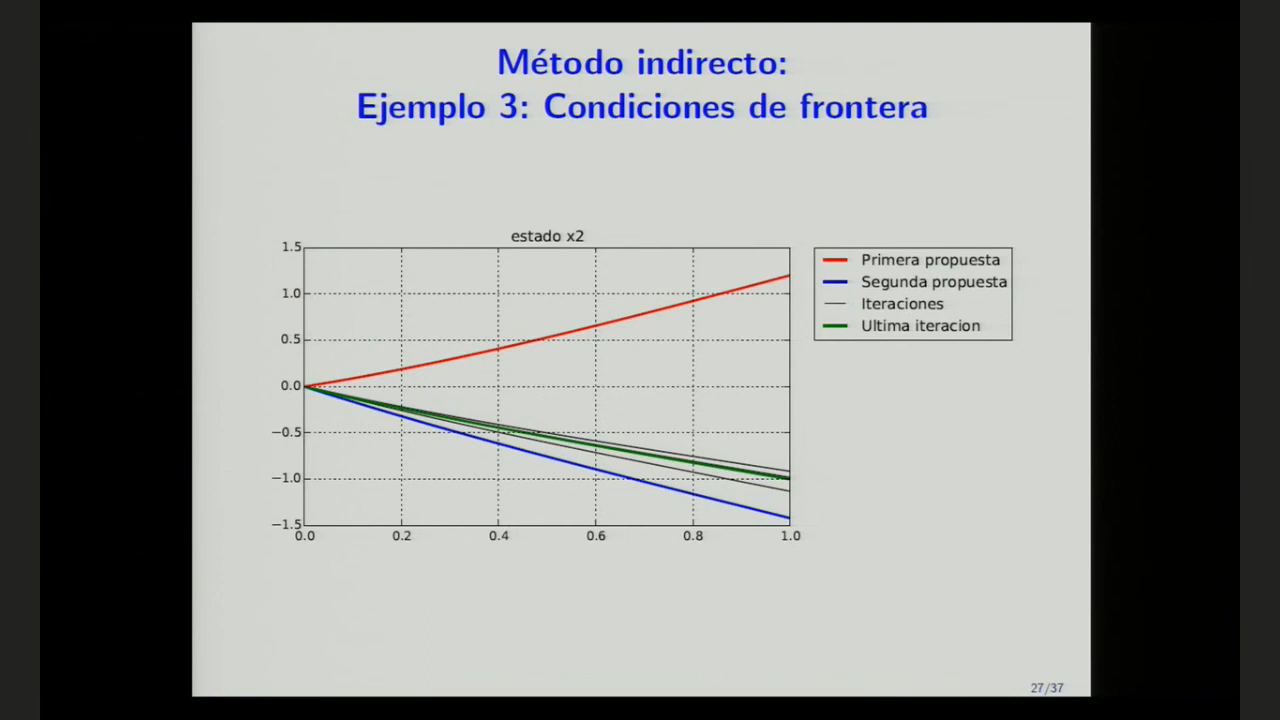 Método indirecto:
Ejemplo 3: Condiciones de frontera
estado x2
1.5
1.0
0.5
0.0
−0.5
−1.0
−1.5
0.0 0.2 0.4 0.6 0.8 1.0
Primera propuesta
Segunda propuesta
Iteraciones
Ultima iteracion
27/37